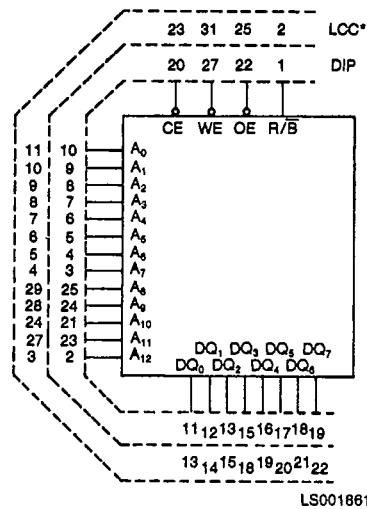 23 31 25 2 LCC*
20 27 22 1 DIP
CE WE OE R/B̅
11 10 A₀
10 9 A₁
9 8 A₂
8 7 A₃
7 6 A₄
6 5 A₅
5 4 A₆
4 3 A₇
29 25 A₈
28 24 A₉
24 21 A₁₀
27 23 A₁₁
3 2 A₁₂
DQ₁ DQ₃ DQ₅ DQ₇
DQ₀ DQ₂ DQ₄ DQ₆
11 12 13 15 16 17 18 19
13 14 15 18 19 20 21 22
LS001861